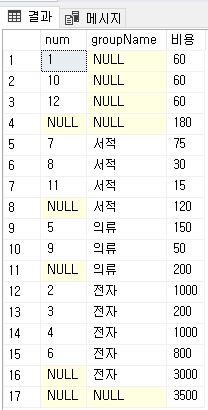 결과 메시지
num groupName 비용
1 1 NULL 60
2 10 NULL 60
3 12 NULL 60
4 NULL NULL 180
5 7 서적 75
6 8 서적 30
7 11 서적 15
8 NULL 서적 120
9 5 의류 150
10 9 의류 50
11 NULL 의류 200
12 2 전자 1000
13 3 전자 200
14 4 전자 1000
15 6 전자 800
16 NULL 전자 3000
17 NULL NULL 3500